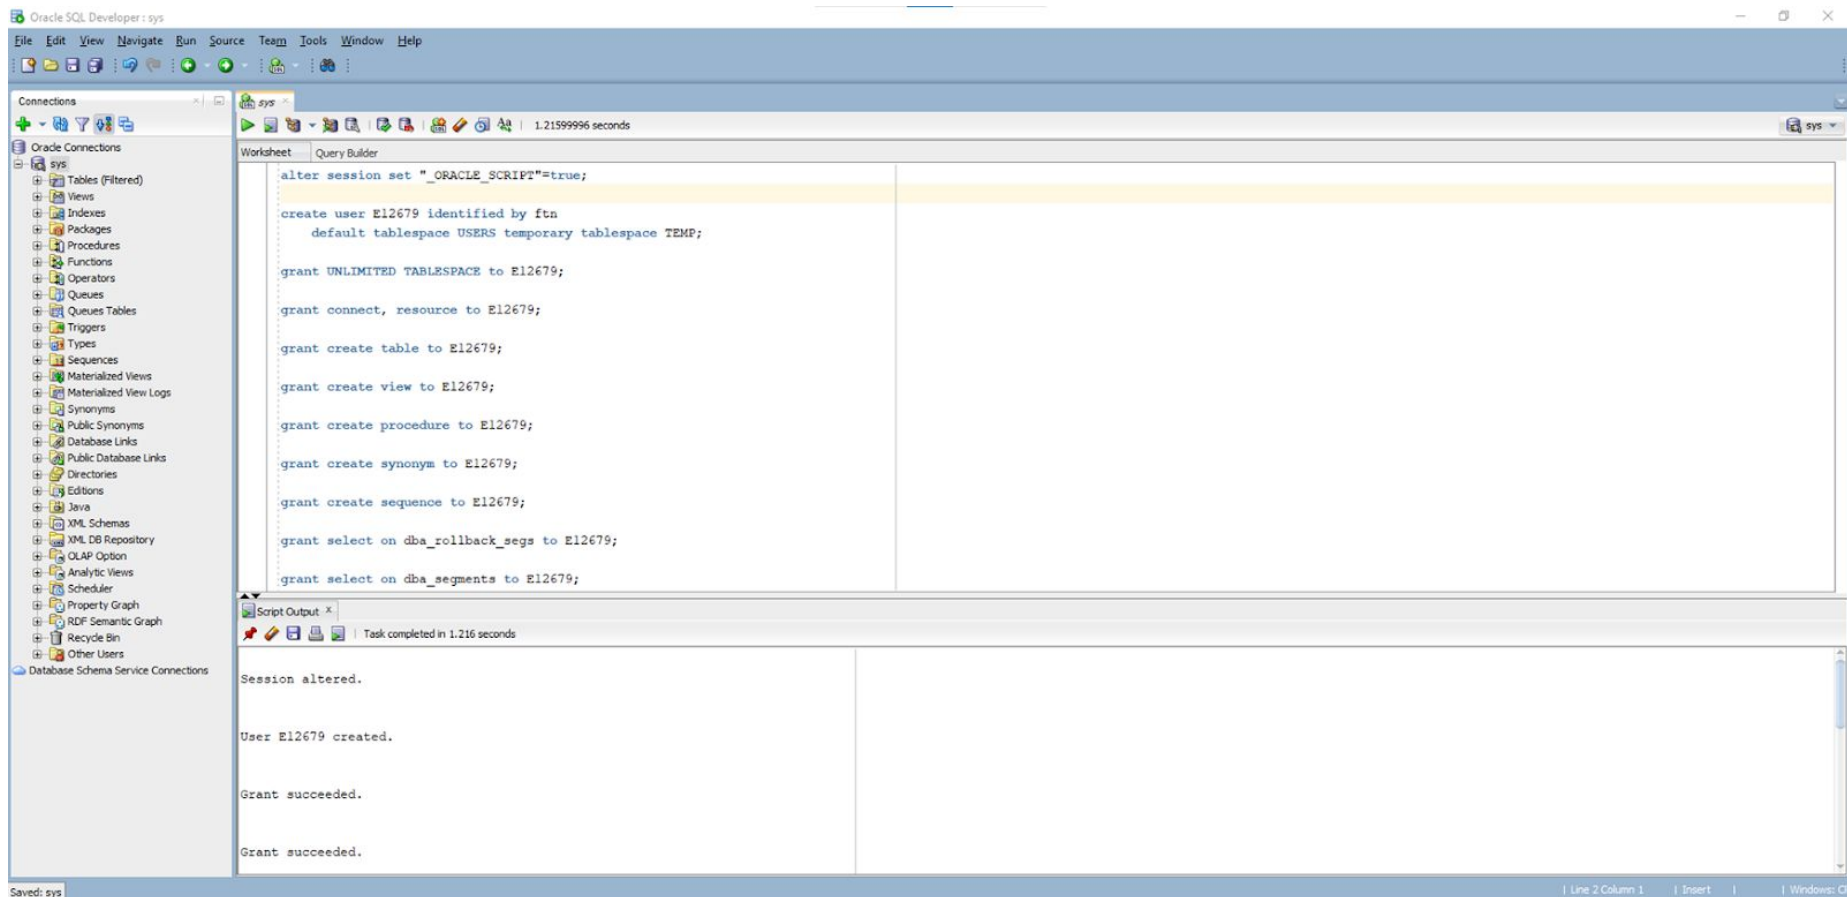 Oracle SQL Developer : sys
File Edit View Navigate Run Source Team Tools Window Help
Connections
Oracle Connections
sys
Tables (Filtered)
Views
Indexes
Packages
Procedures
Functions
Operators
Queues
Queues Tables
Triggers
Types
Sequences
Materialized Views
Materialized View Logs
Synonyms
Public Synonyms
Database Links
Public Database Links
Directories
Editions
Java
XML Schemas
XML DB Repository
OLAP Option
Analytic Views
Scheduler
Property Graph
RDF Semantic Graph
Recycle Bin
Other Users
Database Schema Service Connections
sys
1.21599996 seconds
sys
Worksheet Query Builder
alter session set "_ORACLE_SCRIPT"=true;
create user E12679 identified by ftn
default tablespace USERS temporary tablespace TEMP;
grant UNLIMITED TABLESPACE to E12679;
grant connect, resource to E12679;
grant create table to E12679;
grant create view to E12679;
grant create procedure to E12679;
grant create synonym to E12679;
grant create sequence to E12679;
grant select on dba_rollback_segs to E12679;
grant select on dba_segments to E12679;
Script Output
Task completed in 1.216 seconds
Session altered.
User E12679 created.
Grant succeeded.
Grant succeeded.
Saved: sys
| Line 2 Column 1 | Insert | | Windows: C